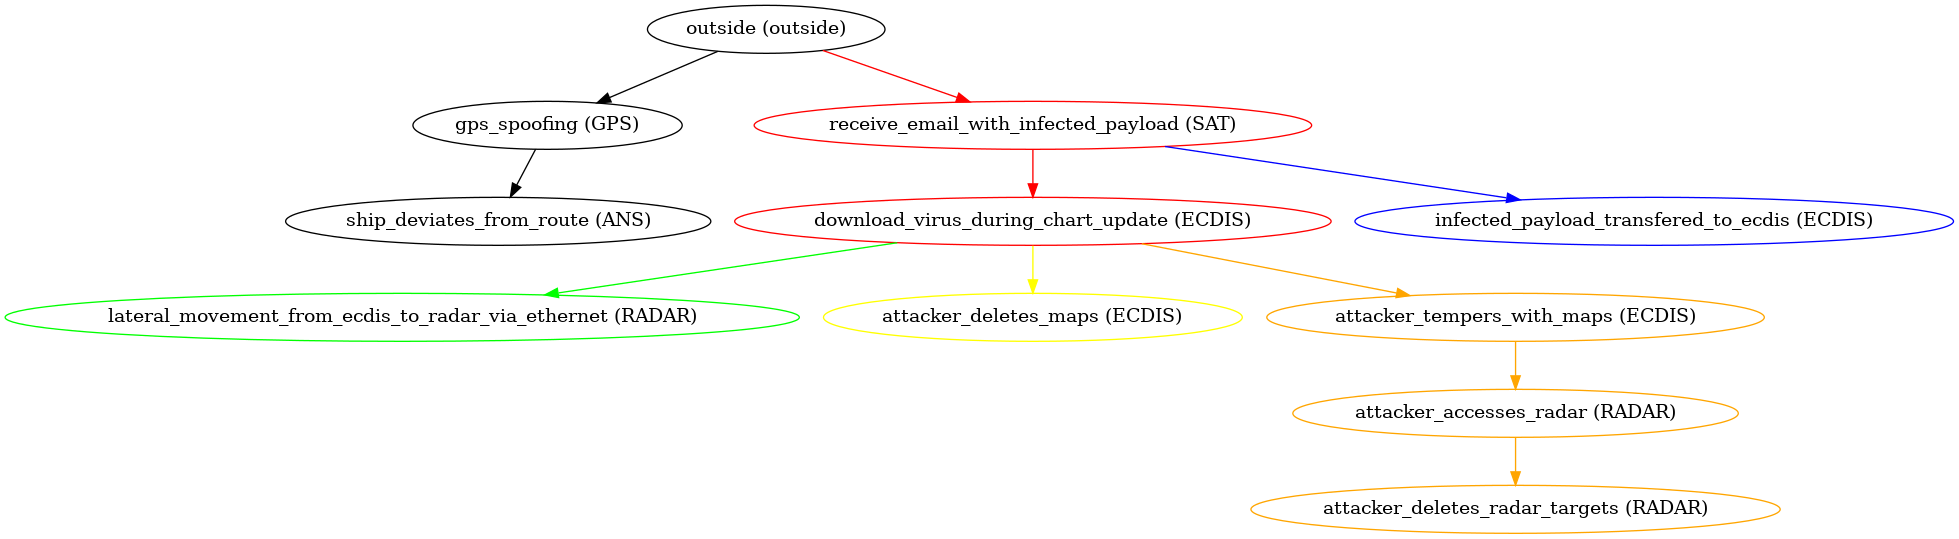 outside (outside)
gps_spoofing (GPS)
receive_email_with_infected_payload (SAT)
ship_deviates_from_route (ANS)
download_virus_during_chart_update (ECDIS)
infected_payload_transfered_to_ecdis (ECDIS)
lateral_movement_from_ecdis_to_radar_via_ethernet (RADAR)
attacker_deletes_maps (ECDIS)
attacker_tempers_with_maps (ECDIS)
attacker_accesses_radar (RADAR)
attacker_deletes_radar_targets (RADAR)